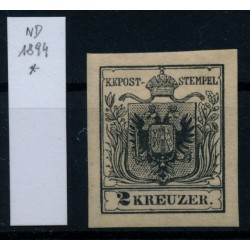 ND
1894
*
K.K.POST-STEMPEL
2 KREUZER.